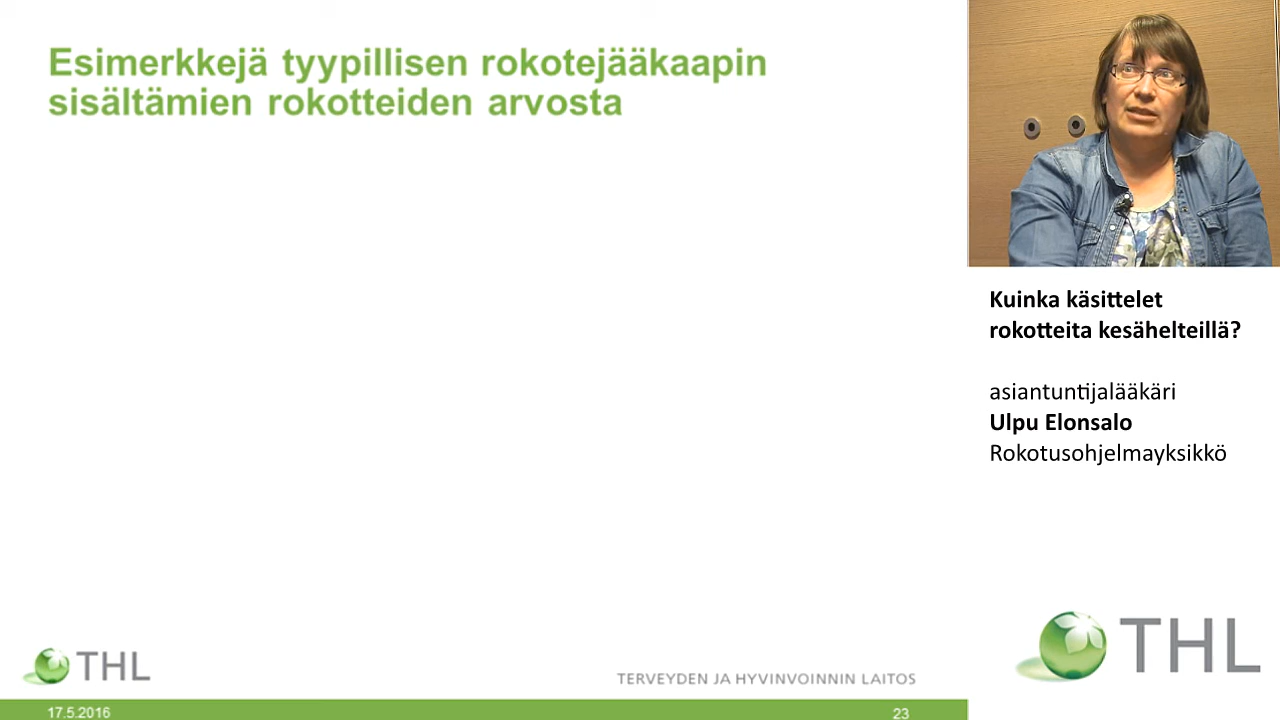 Esimerkkejä tyypillisen rokotejääkaapin
sisältämien rokotteiden arvosta
Kuinka käsittelet
rokotteita kesähelteillä?
asiantuntijalääkäri
Ulpu Elonsalo
Rokotusohjelmayksikkö
THL
TERVEYDEN JA HYVINVOINNIN LAITOS
THL
17.5.2016
23